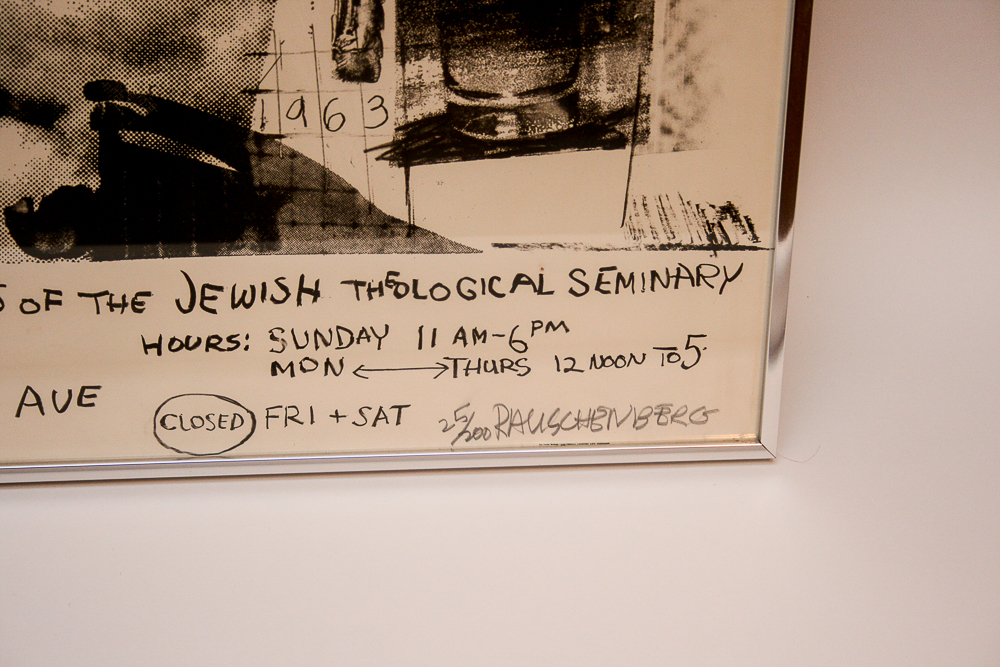 1963
OF THE JEWISH THEOLOGICAL SEMINARY
HOURS: SUNDAY 11 AM-6 PM
MON ⟷ THURS 12 NOON TO 5
AVE
CLOSED FRI + SAT
25/200 RAUSCHENBERG